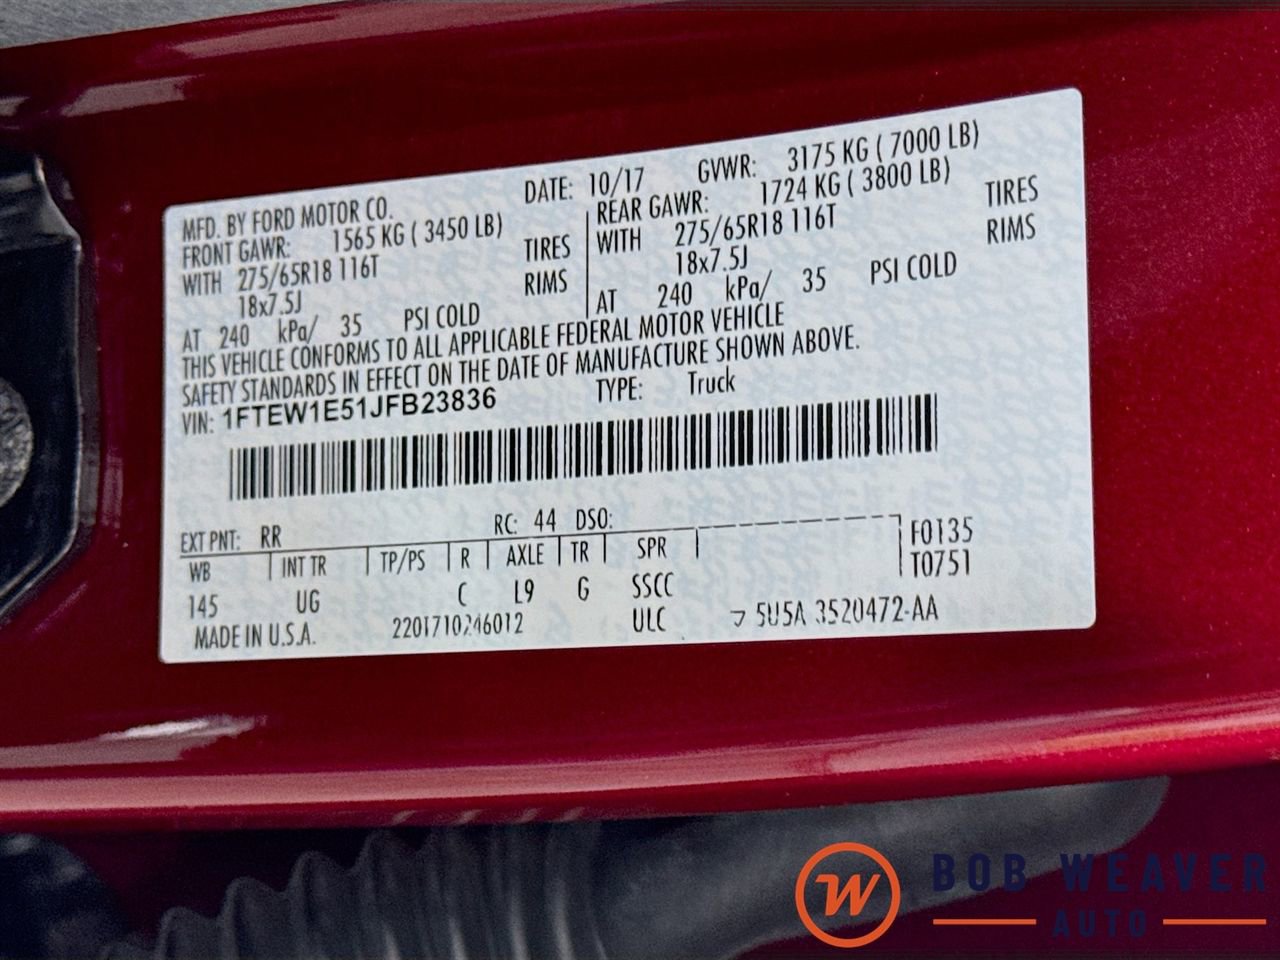 MFD. BY FORD MOTOR CO. DATE: 10/17 GVWR: 3175 KG ( 7000 LB)
FRONT GAWR: 1565 KG ( 3450 LB) REAR GAWR: 1724 KG ( 3800 LB)
WITH 275/65R18 116T TIRES WITH 275/65R18 116T TIRES
18x7.5J RIMS 18x7.5J RIMS
AT 240 kPa/ 35 PSI COLD AT 240 kPa/ 35 PSI COLD
THIS VEHICLE CONFORMS TO ALL APPLICABLE FEDERAL MOTOR VEHICLE
SAFETY STANDARDS IN EFFECT ON THE DATE OF MANUFACTURE SHOWN ABOVE.
VIN: 1FTEW1E51JFB23836 TYPE: Truck
EXT PNT: RR RC: 44 DSO: F0135
WB INT TR TP/PS R AXLE TR SPR T0751
145 UG C L9 G SSCC
MADE IN U.S.A. 2201710246012 ULC 5U5A 3520472-AA
W BOB WEAVER
AUTO